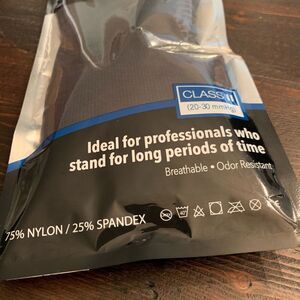 CLASS II
(20-30 mmHg)
Ideal for professionals who
stand for long periods of time
Breathable • Odor Resistant
75% NYLON / 25% SPANDEX